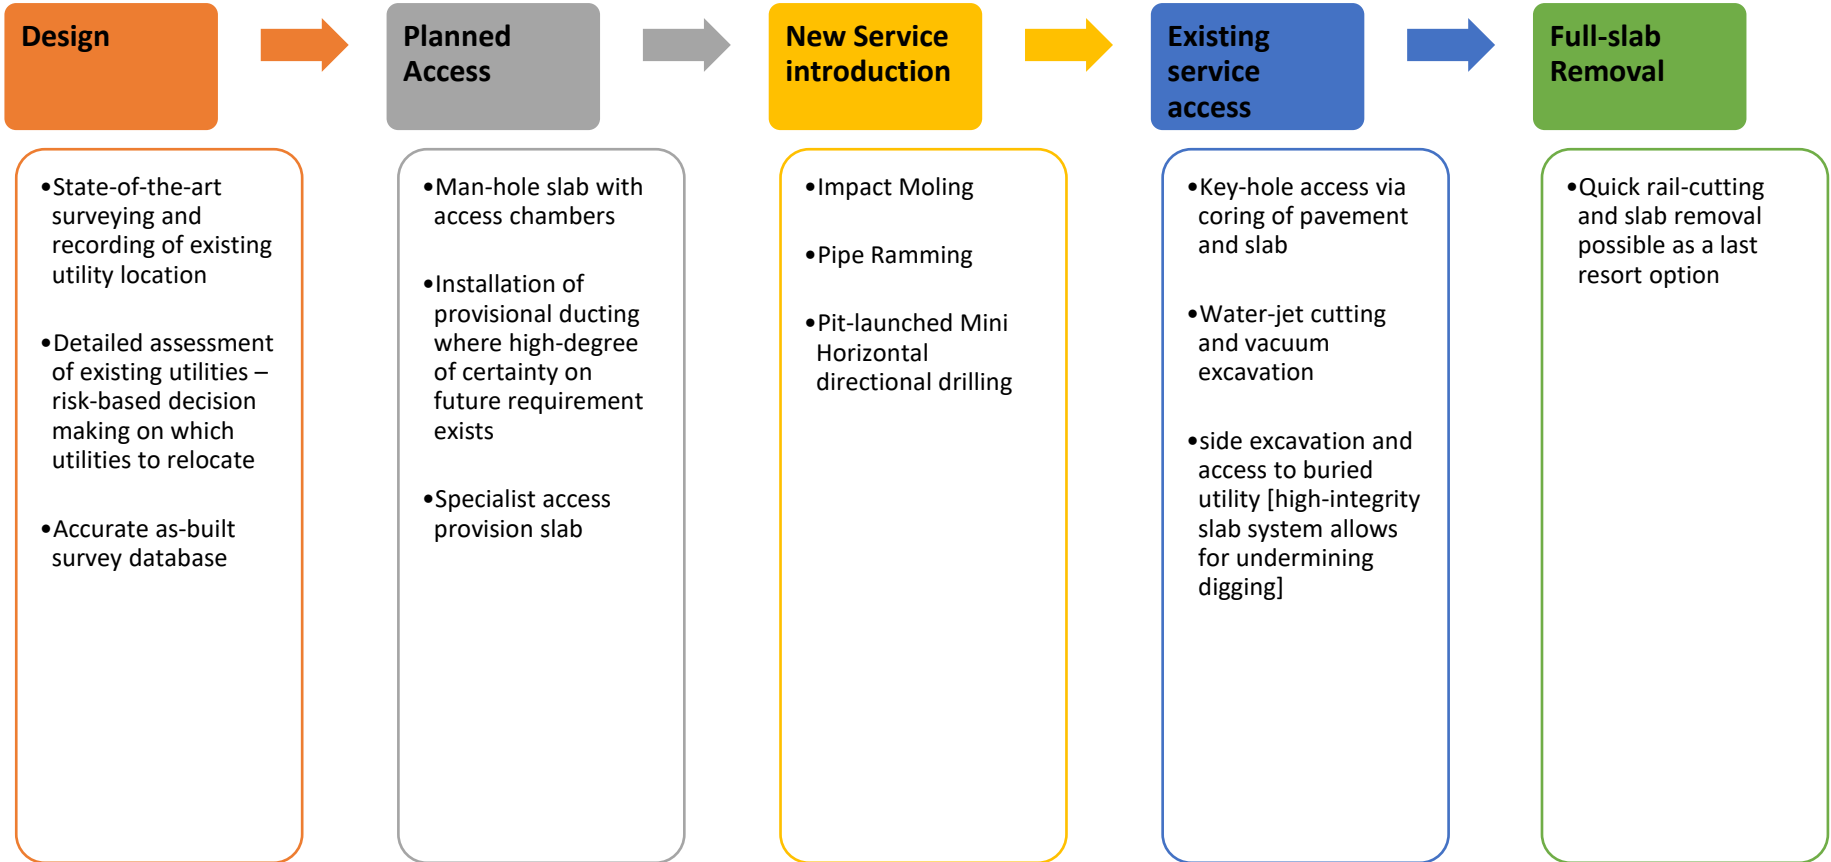 Design
•State-of-the-art
surveying and
recording of existing
utility location
•Detailed assessment
of existing utilities –
risk-based decision
making on which
utilities to relocate
•Accurate as-built
survey database
Planned
Access
•Man-hole slab with
access chambers
•Installation of
provisional ducting
where high-degree
of certainty on
future requirement
exists
•Specialist access
provision slab
New Service
introduction
•Impact Moling
•Pipe Ramming
•Pit-launched Mini
Horizontal
directional drilling
Existing
service
access
•Key-hole access via
coring of pavement
and slab
•Water-jet cutting
and vacuum
excavation
•side excavation and
access to buried
utility [high-integrity
slab system allows
for undermining
digging]
Full-slab
Removal
•Quick rail-cutting
and slab removal
possible as a last
resort option